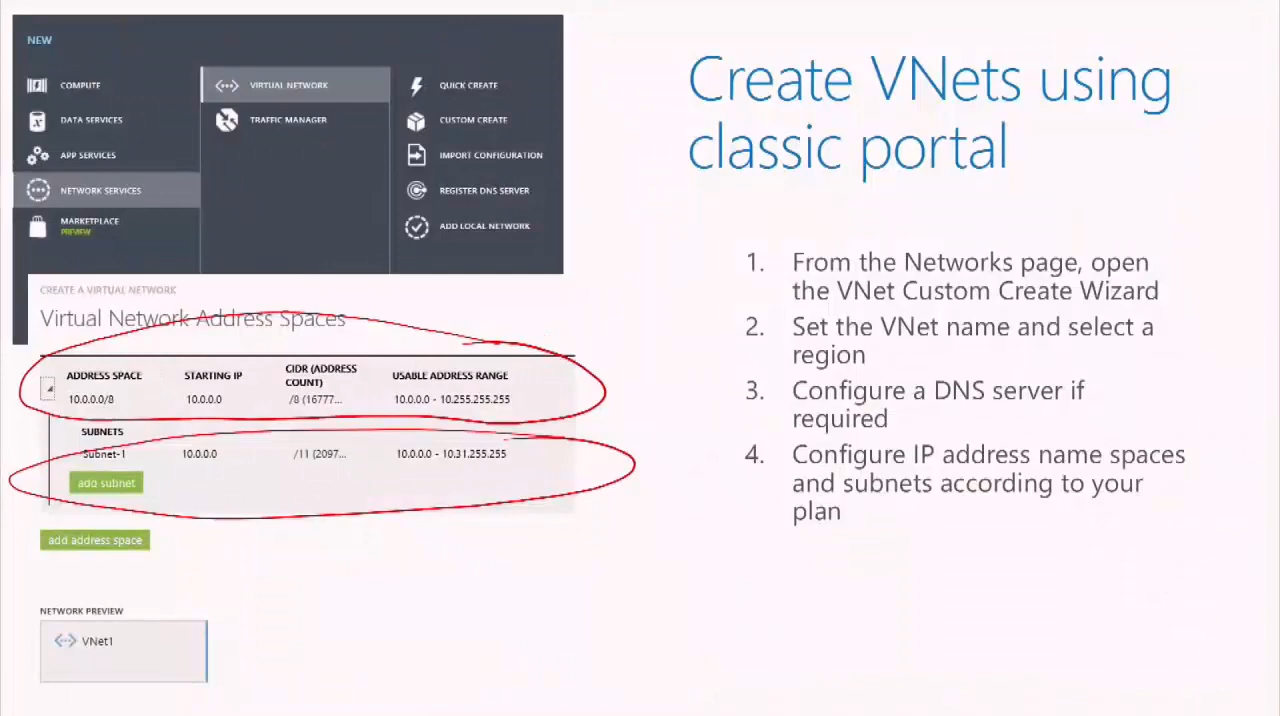 NEW
COMPUTE
DATA SERVICES
APP SERVICES
NETWORK SERVICES
MARKETPLACE
PREVIEW
VIRTUAL NETWORK
TRAFFIC MANAGER
QUICK CREATE
CUSTOM CREATE
IMPORT CONFIGURATION
REGISTER DNS SERVER
ADD LOCAL NETWORK
CREATE A VIRTUAL NETWORK
Virtual Network Address Spaces
ADDRESS SPACE STARTING IP CIDR (ADDRESS COUNT) USABLE ADDRESS RANGE
10.0.0.0/8 10.0.0.0 /8 (16777... 10.0.0.0 - 10.255.255.255
SUBNETS
Subnet-1 10.0.0.0 /11 (2097... 10.0.0.0 - 10.31.255.255
add subnet
add address space
NETWORK PREVIEW
VNet1
Create VNets using
classic portal
1. From the Networks page, open
the VNet Custom Create Wizard
2. Set the VNet name and select a
region
3. Configure a DNS server if
required
4. Configure IP address name spaces
and subnets according to your
plan